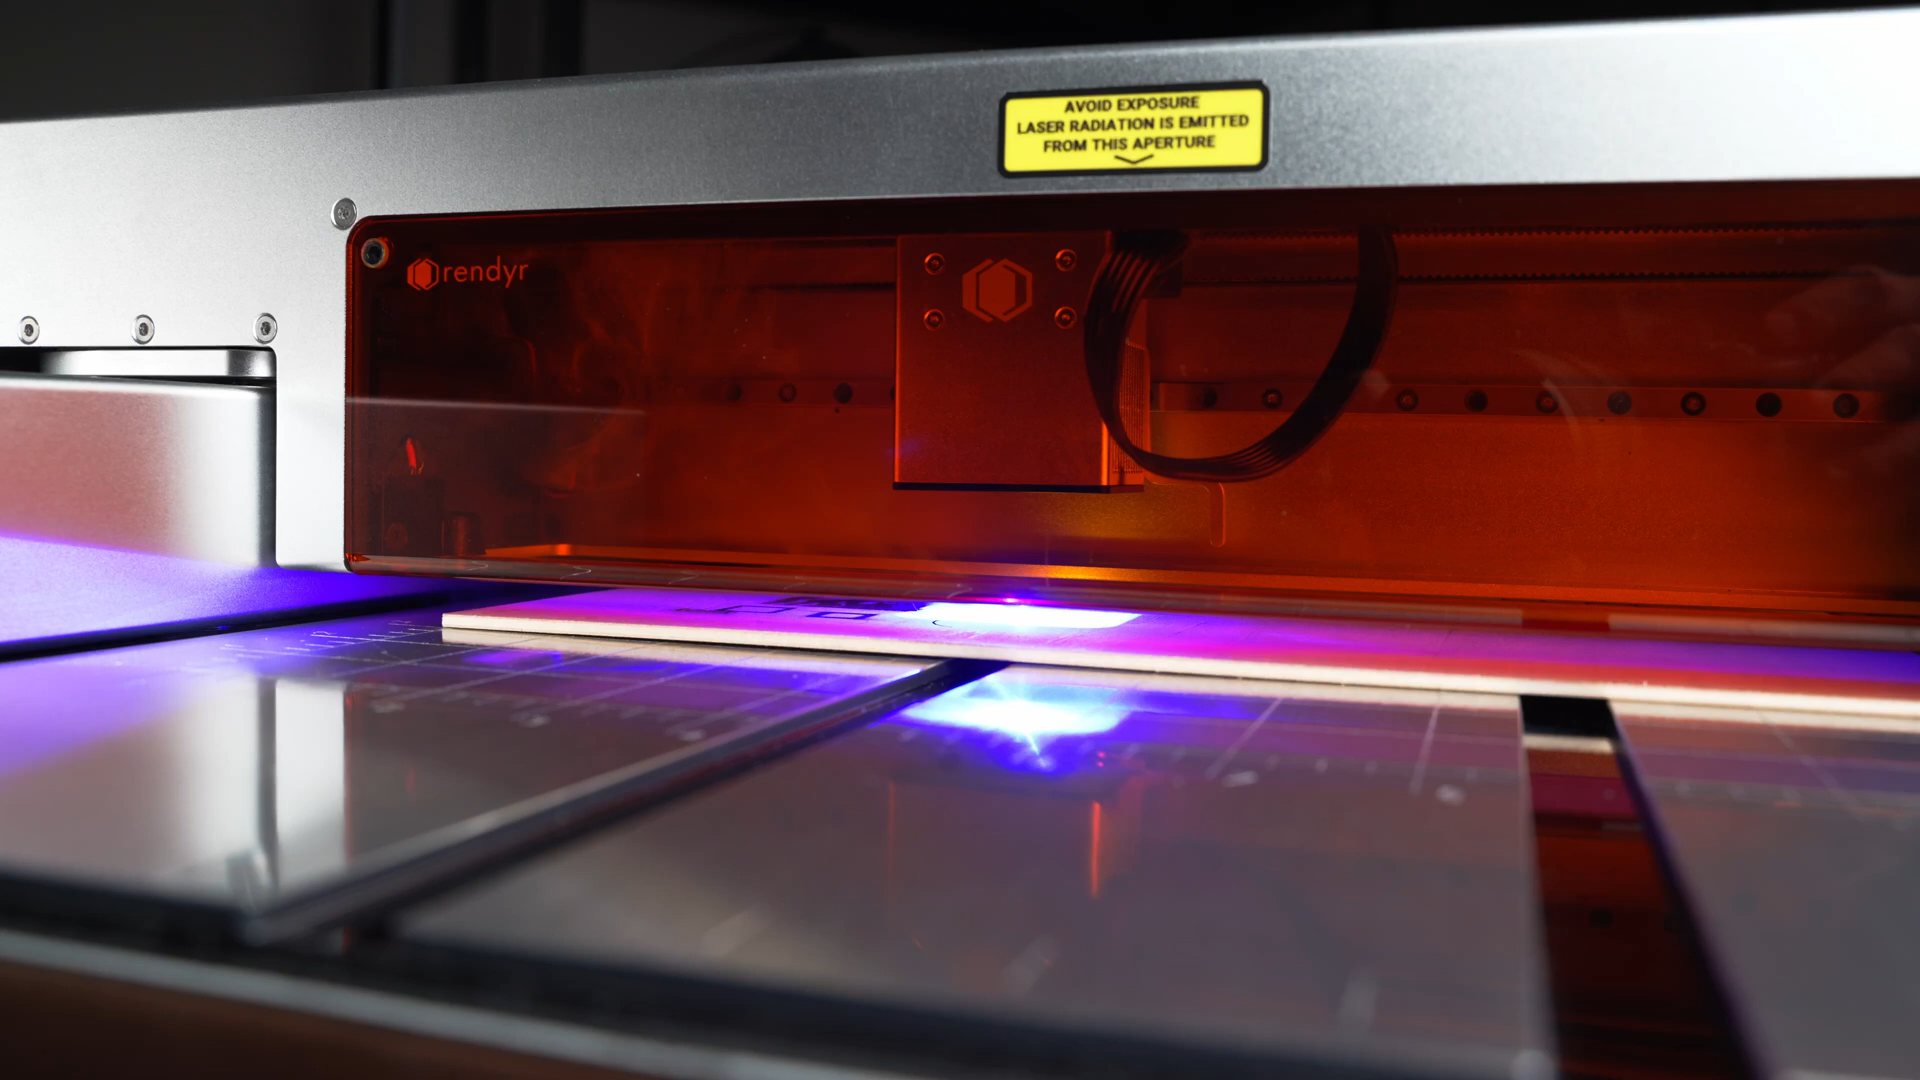 AVOID EXPOSURE
LASER RADIATION IS EMITTED
FROM THIS APERTURE
rendyr